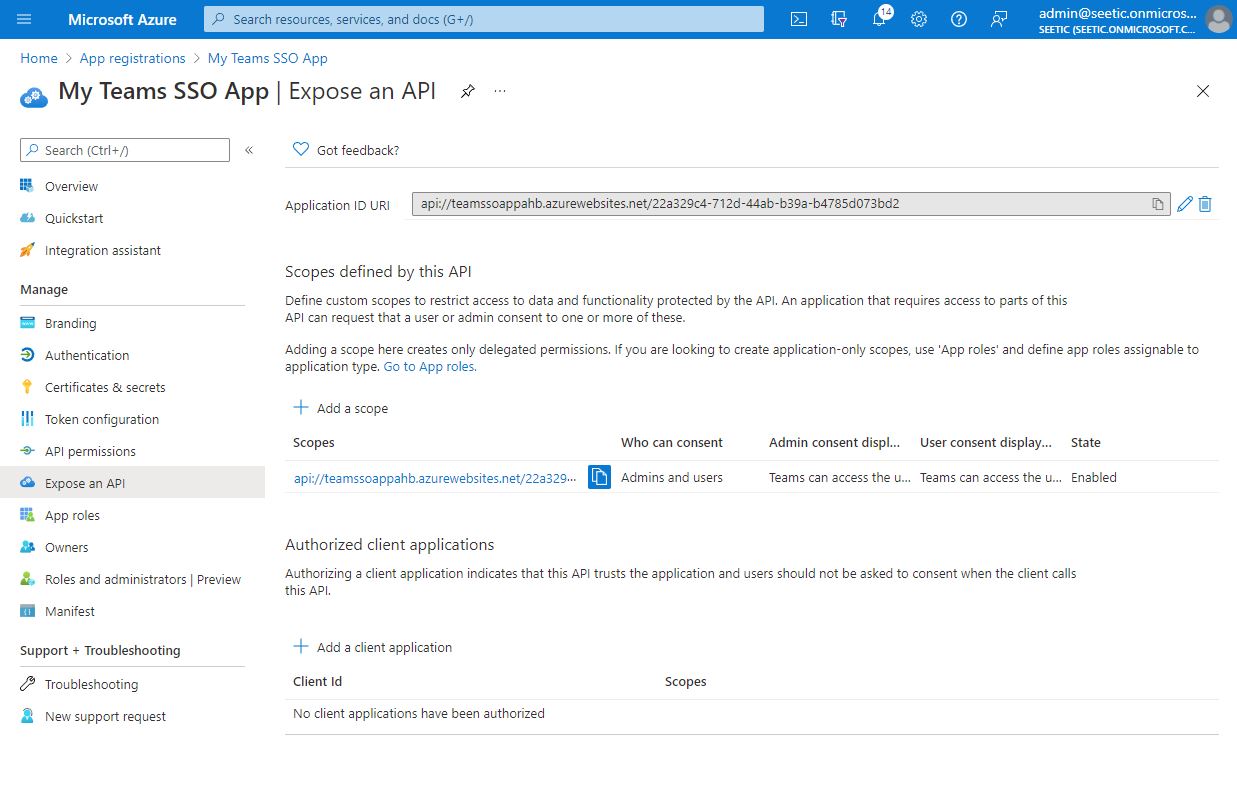 Microsoft Azure
Search resources, services, and docs (G+/)
14
admin@seetic.onmicros...
SEETIC (SEETIC.ONMICROSOFT.C...
Home > App registrations > My Teams SSO App
My Teams SSO App | Expose an API
...
Search (Ctrl+/)
«
Got feedback?
Overview
Quickstart
Integration assistant
Manage
Branding
Authentication
Certificates & secrets
Token configuration
API permissions
Expose an API
App roles
Owners
Roles and administrators | Preview
Manifest
Support + Troubleshooting
Troubleshooting
New support request
Application ID URI
api://teamssoappahb.azurewebsites.net/22a329c4-712d-44ab-b39a-b4785d073bd2
Scopes defined by this API
Define custom scopes to restrict access to data and functionality protected by the API. An application that requires access to parts of this
API can request that a user or admin consent to one or more of these.
Adding a scope here creates only delegated permissions. If you are looking to create application-only scopes, use 'App roles' and define app roles assignable to
application type. Go to App roles.
Add a scope
Scopes Who can consent Admin consent displ... User consent display... State
api://teamssoappahb.azurewebsites.net/22a329... Admins and users Teams can access the u... Teams can access the u... Enabled
Authorized client applications
Authorizing a client application indicates that this API trusts the application and users should not be asked to consent when the client calls
this API.
Add a client application
Client Id Scopes
No client applications have been authorized